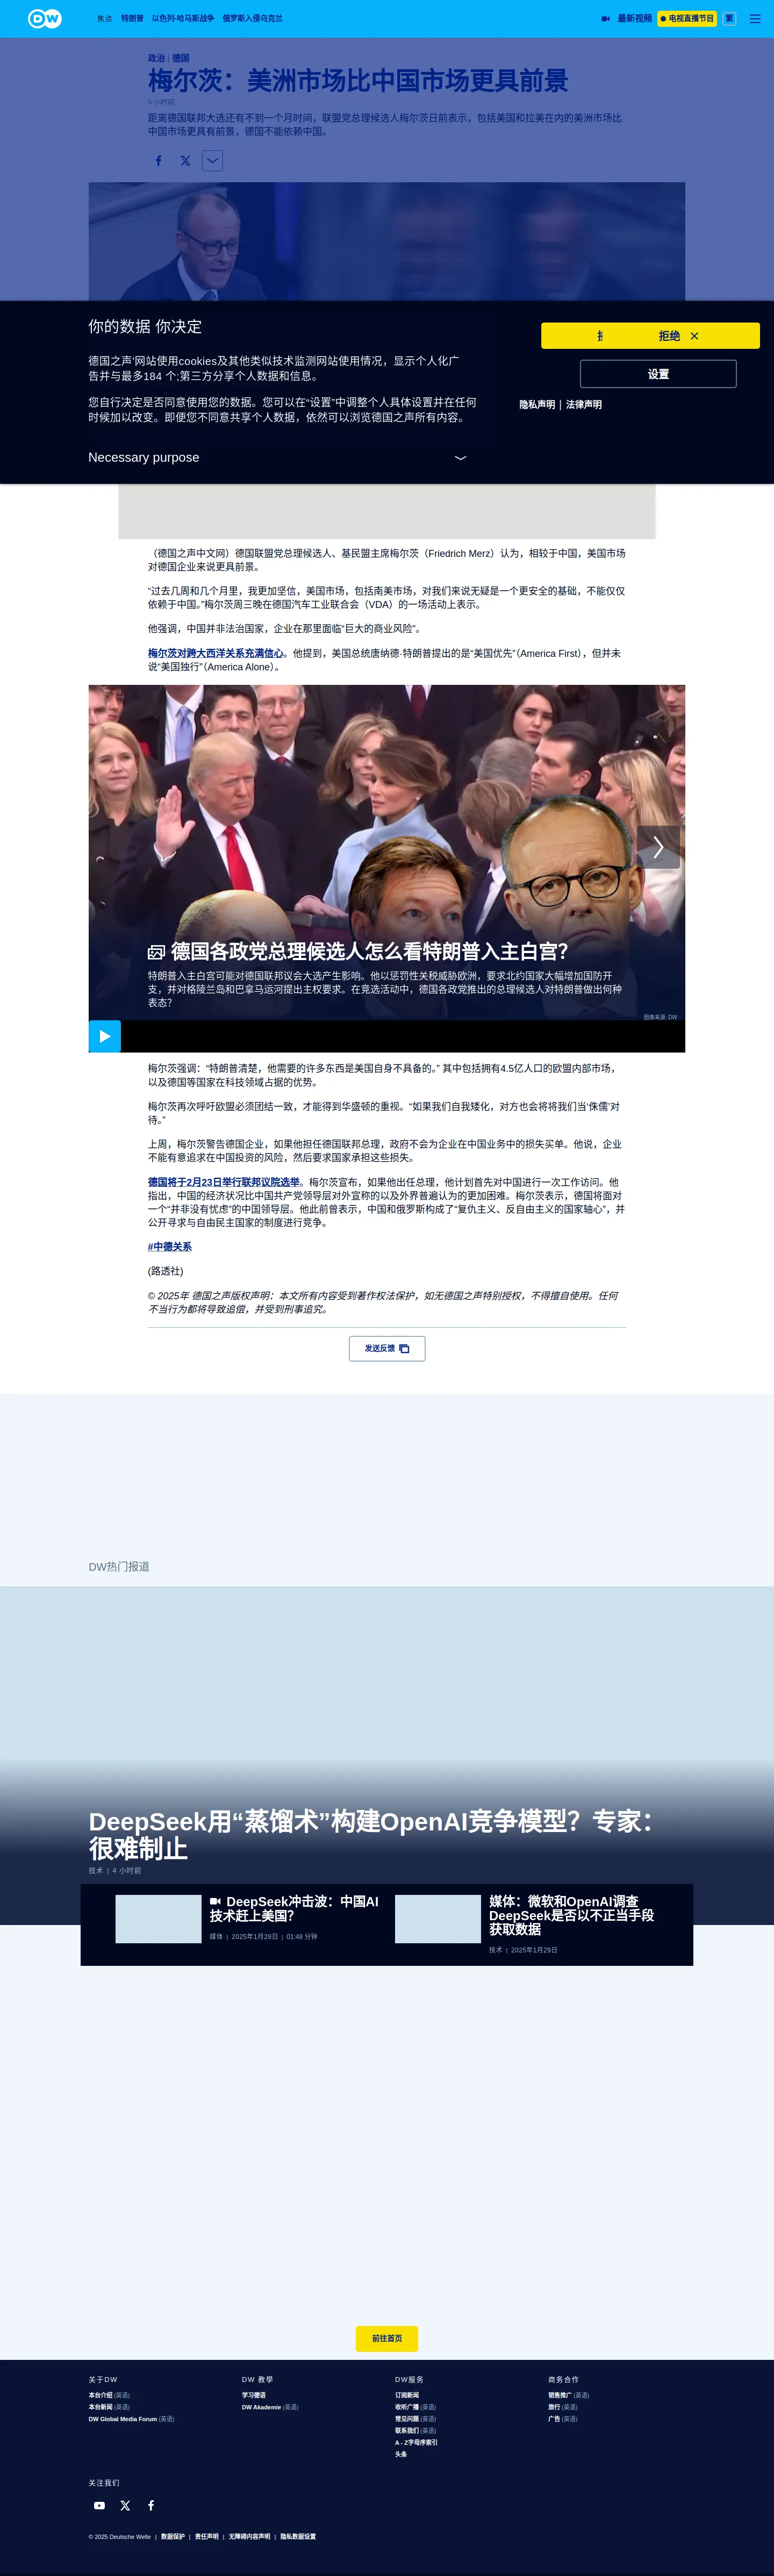 DW
焦点 特朗普 以色列-哈马斯战争 俄罗斯入侵乌克兰
最新视频 电视直播节目 繁
政治 | 德国
梅尔茨：美洲市场比中国市场更具前景
5 小时前
距离德国联邦大选还有不到一个月时间，联盟党总理候选人梅尔茨日前表示，包括美国和拉美在内的美洲市场比
中国市场更具有前景，德国不能依赖中国。
你的数据 你决定
拒绝
德国之声'网站使用cookies及其他类似技术监测网站使用情况，显示个人化广
告并与最多184 个;第三方分享个人数据和信息。
设置
您自行决定是否同意使用您的数据。您可以在“设置”中调整个人具体设置并在任何
时候加以改变。即便您不同意共享个人数据，依然可以浏览德国之声所有内容。
隐私声明 | 法律声明
Necessary purpose
（德国之声中文网）德国联盟党总理候选人、基民盟主席梅尔茨（Friedrich Merz）认为，相较于中国，美国市场
对德国企业来说更具前景。
“过去几周和几个月里，我更加坚信，美国市场，包括南美市场，对我们来说无疑是一个更安全的基础，不能仅仅
依赖于中国。”梅尔茨周三晚在德国汽车工业联合会（VDA）的一场活动上表示。
他强调，中国并非法治国家，企业在那里面临“巨大的商业风险”。
梅尔茨对跨大西洋关系充满信心。他提到，美国总统唐纳德·特朗普提出的是“美国优先”（America First），但并未
说“美国独行”（America Alone）。
德国各政党总理候选人怎么看特朗普入主白宫？
特朗普入主白宫可能对德国联邦议会大选产生影响。他以惩罚性关税威胁欧洲，要求北约国家大幅增加国防开
支，并对格陵兰岛和巴拿马运河提出主权要求。在竞选活动中，德国各政党推出的总理候选人对特朗普做出何种
表态？
图像来源: DW
梅尔茨强调：“特朗普清楚，他需要的许多东西是美国自身不具备的。” 其中包括拥有4.5亿人口的欧盟内部市场，
以及德国等国家在科技领域占据的优势。
梅尔茨再次呼吁欧盟必须团结一致，才能得到华盛顿的重视。“如果我们自我矮化，对方也会将将我们当‘侏儒’对
待。”
上周，梅尔茨警告德国企业，如果他担任德国联邦总理，政府不会为企业在中国业务中的损失买单。他说，企业
不能有意追求在中国投资的风险，然后要求国家承担这些损失。
德国将于2月23日举行联邦议院选举。梅尔茨宣布，如果他出任总理，他计划首先对中国进行一次工作访问。他
指出，中国的经济状况比中国共产党领导层对外宣称的以及外界普遍认为的更加困难。梅尔茨表示，德国将面对
一个“并非没有忧虑”的中国领导层。他此前曾表示，中国和俄罗斯构成了“复仇主义、反自由主义的国家轴心”，并
公开寻求与自由民主国家的制度进行竞争。
#中德关系
(路透社)
© 2025年 德国之声版权声明：本文所有内容受到著作权法保护，如无德国之声特别授权，不得擅自使用。任何
不当行为都将导致追偿，并受到刑事追究。
发送反馈
DW热门报道
DeepSeek用“蒸馏术”构建OpenAI竞争模型？专家：
很难制止
技术 | 4 小时前
DeepSeek冲击波：中国AI
技术赶上美国？
媒体 | 2025年1月29日 | 01:48 分钟
媒体：微软和OpenAI调查
DeepSeek是否以不正当手段
获取数据
技术 | 2025年1月29日
前往首页
关于DW
本台介绍 (英语)
本台新闻 (英语)
DW Global Media Forum (英语)
DW 教學
学习德语
DW Akademie (英语)
DW服务
订阅新闻
收听广播 (英语)
常见问题 (英语)
联系我们 (英语)
A - Z字母序索引
头条
商务合作
销售推广 (英语)
旅行 (英语)
广告 (英语)
关注我们
© 2025 Deutsche Welle | 数据保护 | 责任声明 | 无障碍内容声明 | 隐私数据设置